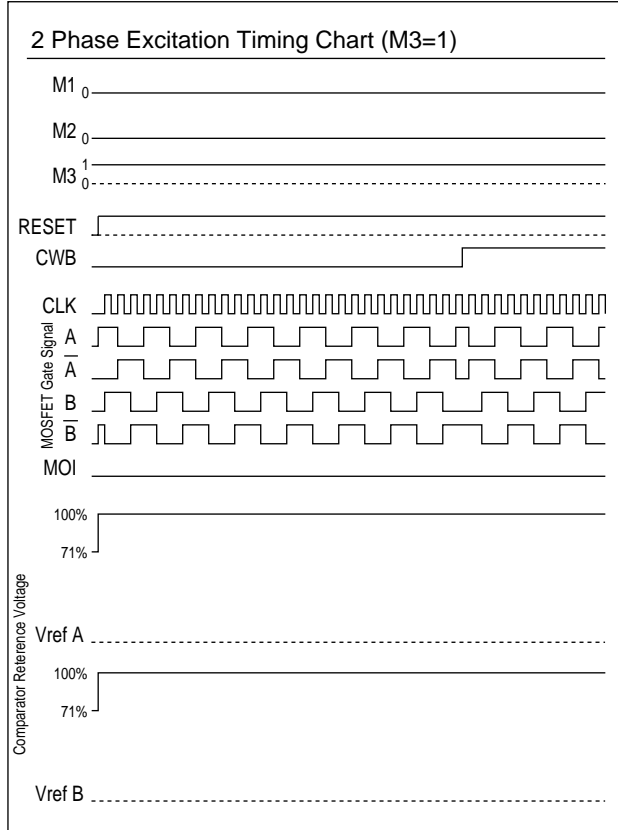 2 Phase Excitation Timing Chart (M3=1)
M1 0
M2 0
M3 1
0
RESET
CWB
CLK
MOSFET Gate Signal
A
A̅
B
B̅
MOI
100%
71%
Comparator Reterence Voltage
Vref A
100%
71%
Vref B